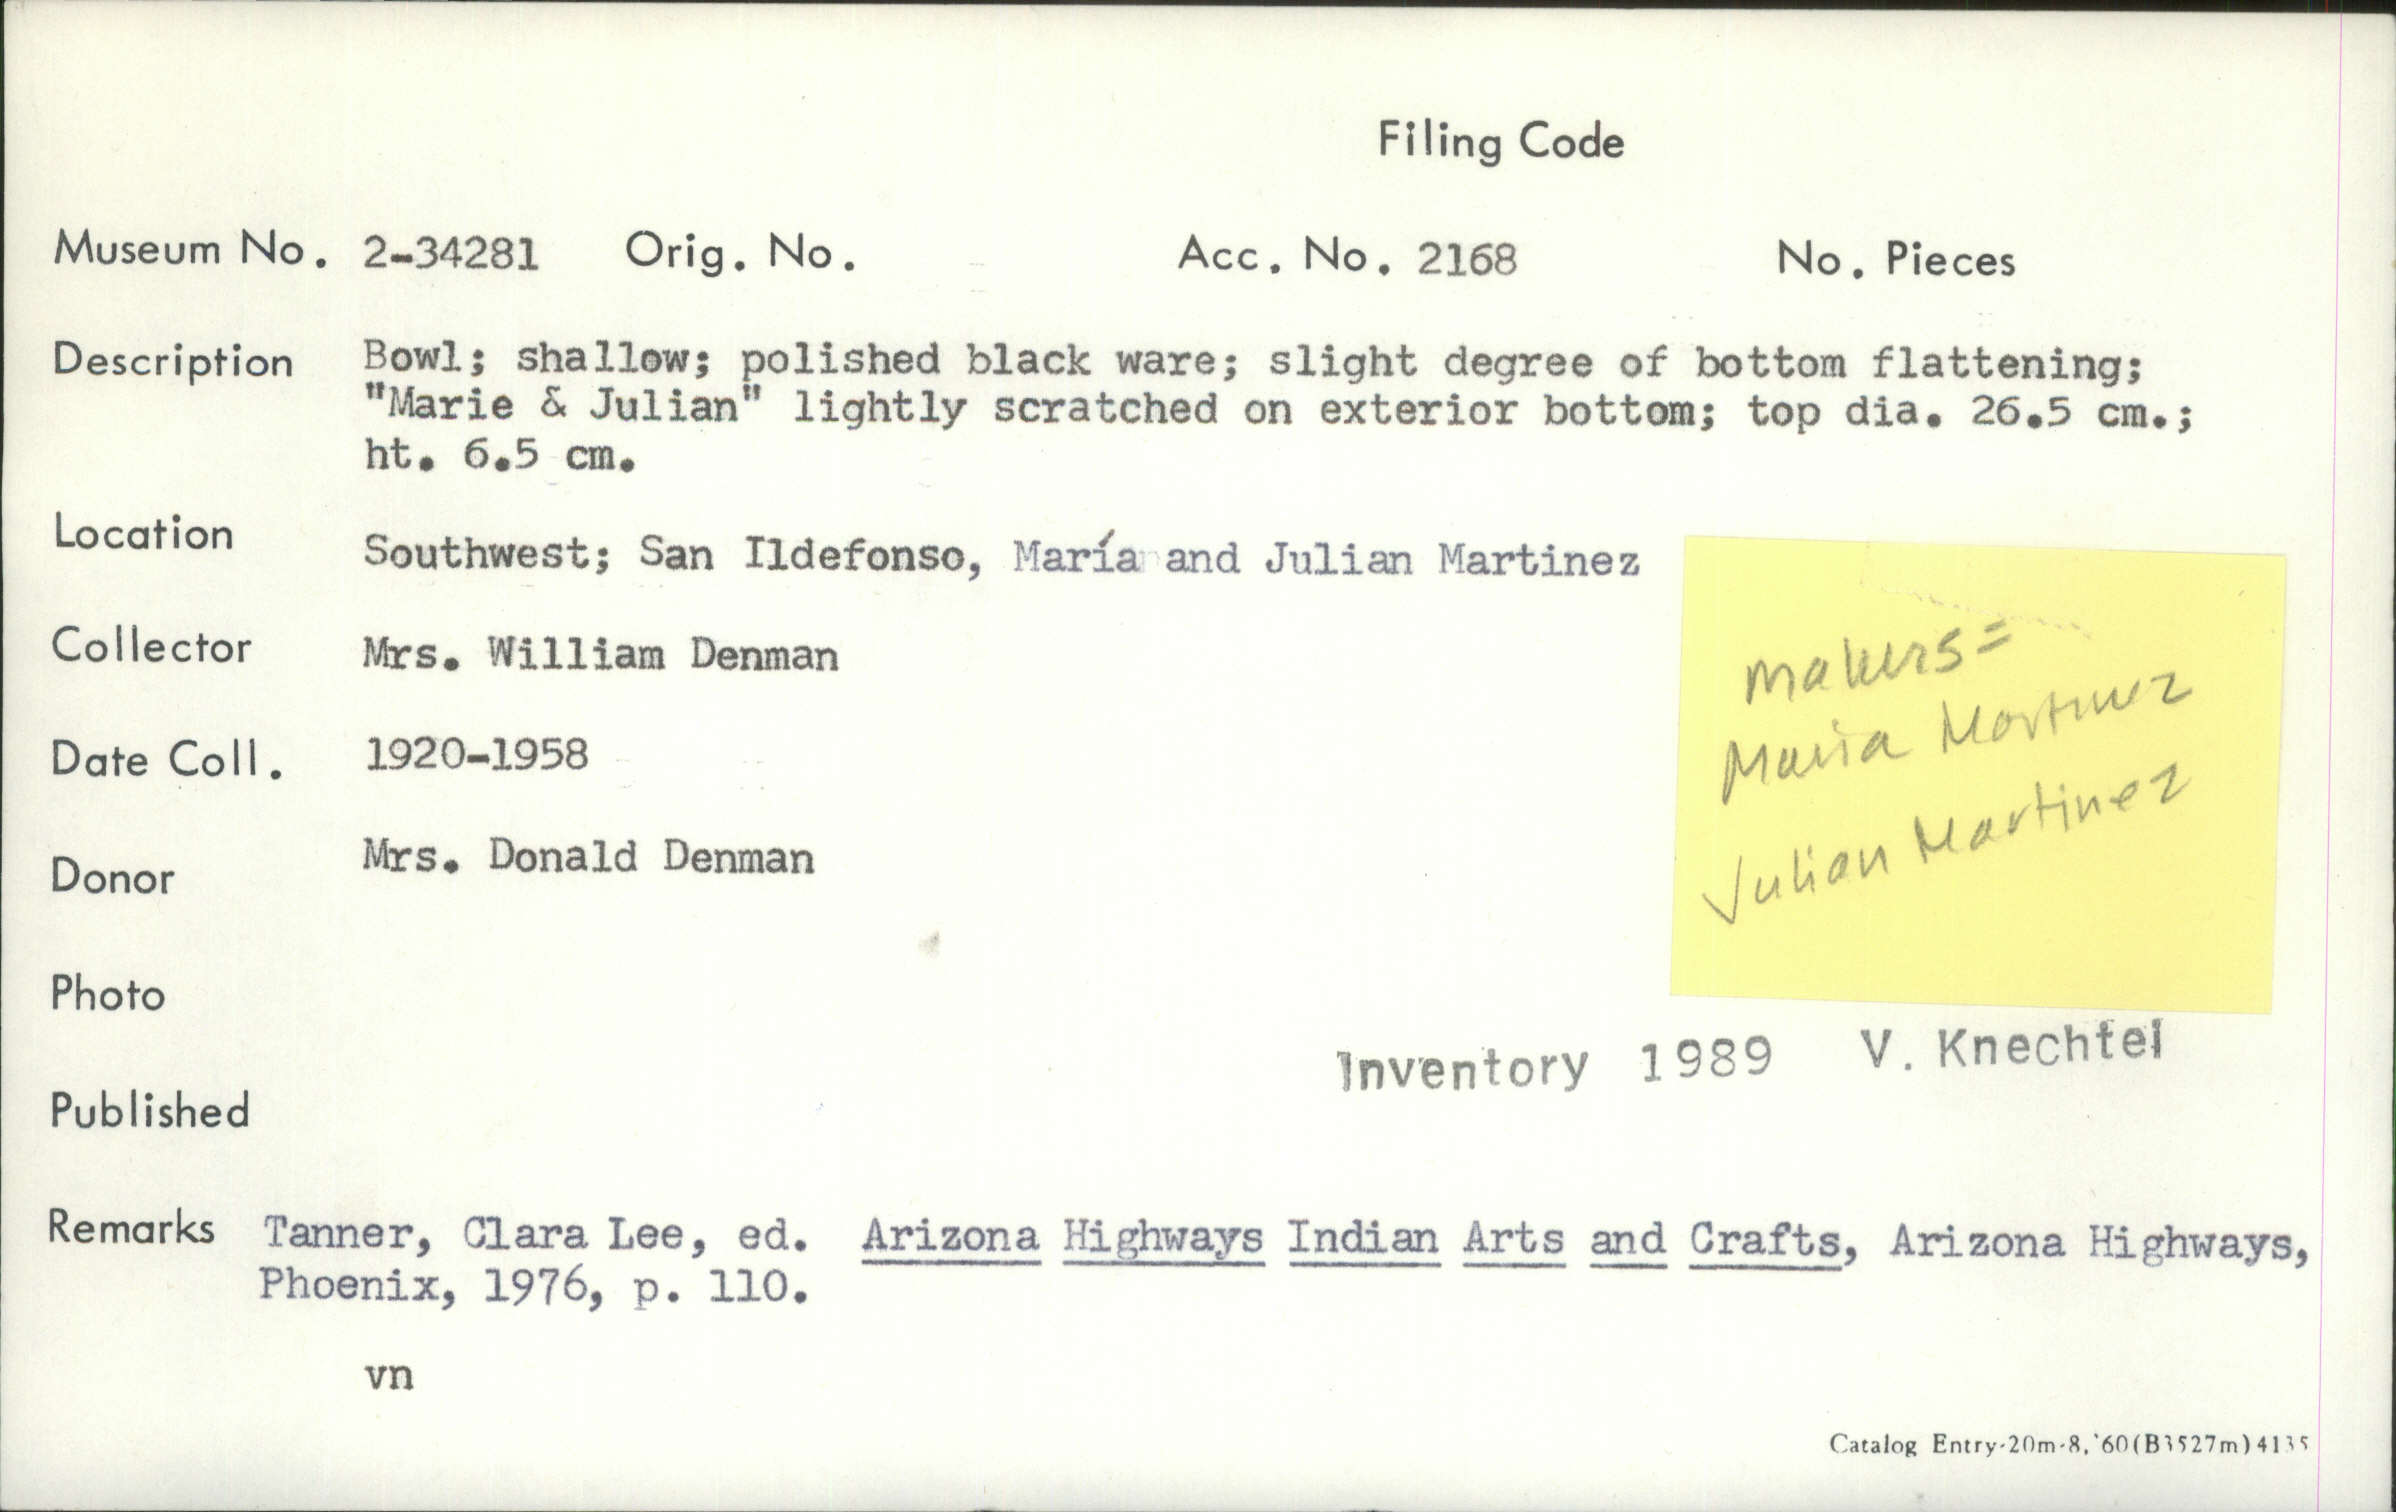 Filing Code
Museum No. 2-34281 Orig. No. Acc. No. 2168 No. Pieces
Description Bowl; shallow; polished black ware; slight degree of bottom flattening;
"Marie & Julian" lightly scratched on exterior bottom; top dia. 26.5 cm.;
ht. 6.5 cm.
Location Southwest; San Ildefonso, María and Julian Martinez
Collector Mrs. William Denman
Date Coll. 1920-1958
Donor Mrs. Donald Denman
makers=
Maria Martinez
Julian Martinez
Photo
Inventory 1989 V. Knechtel
Published
Remarks Tanner, Clara Lee, ed. Arizona Highways Indian Arts and Crafts, Arizona Highways,
Phoenix, 1976, p. 110.
vn
Catalog Entry-20m-8,'60(B3527m)4135